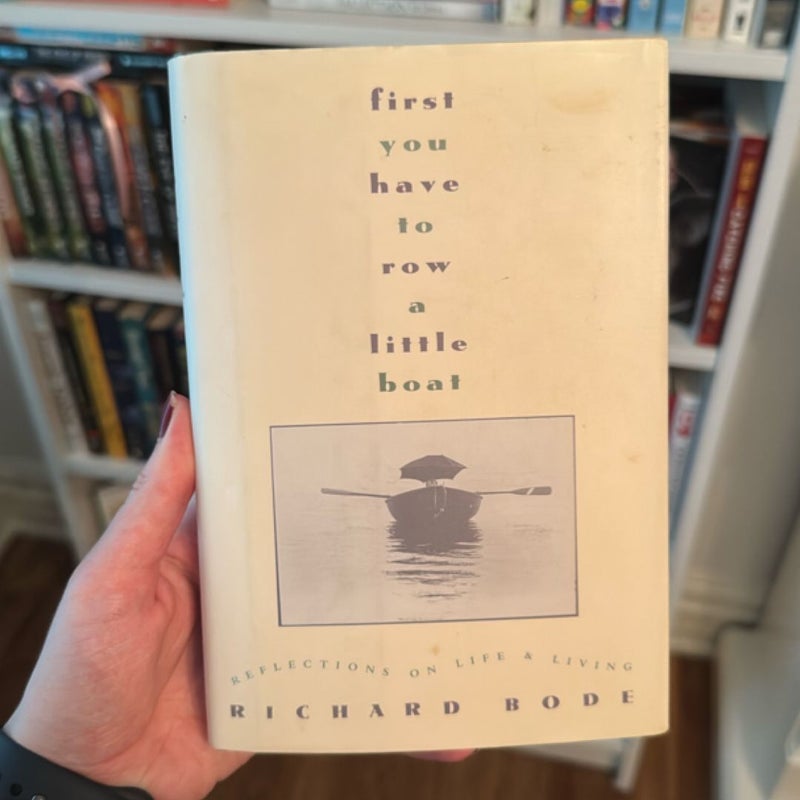 first
you
have
to
row
a
little
boat
REFLECTIONS ON LIFE & LIVING
RICHARD BODE